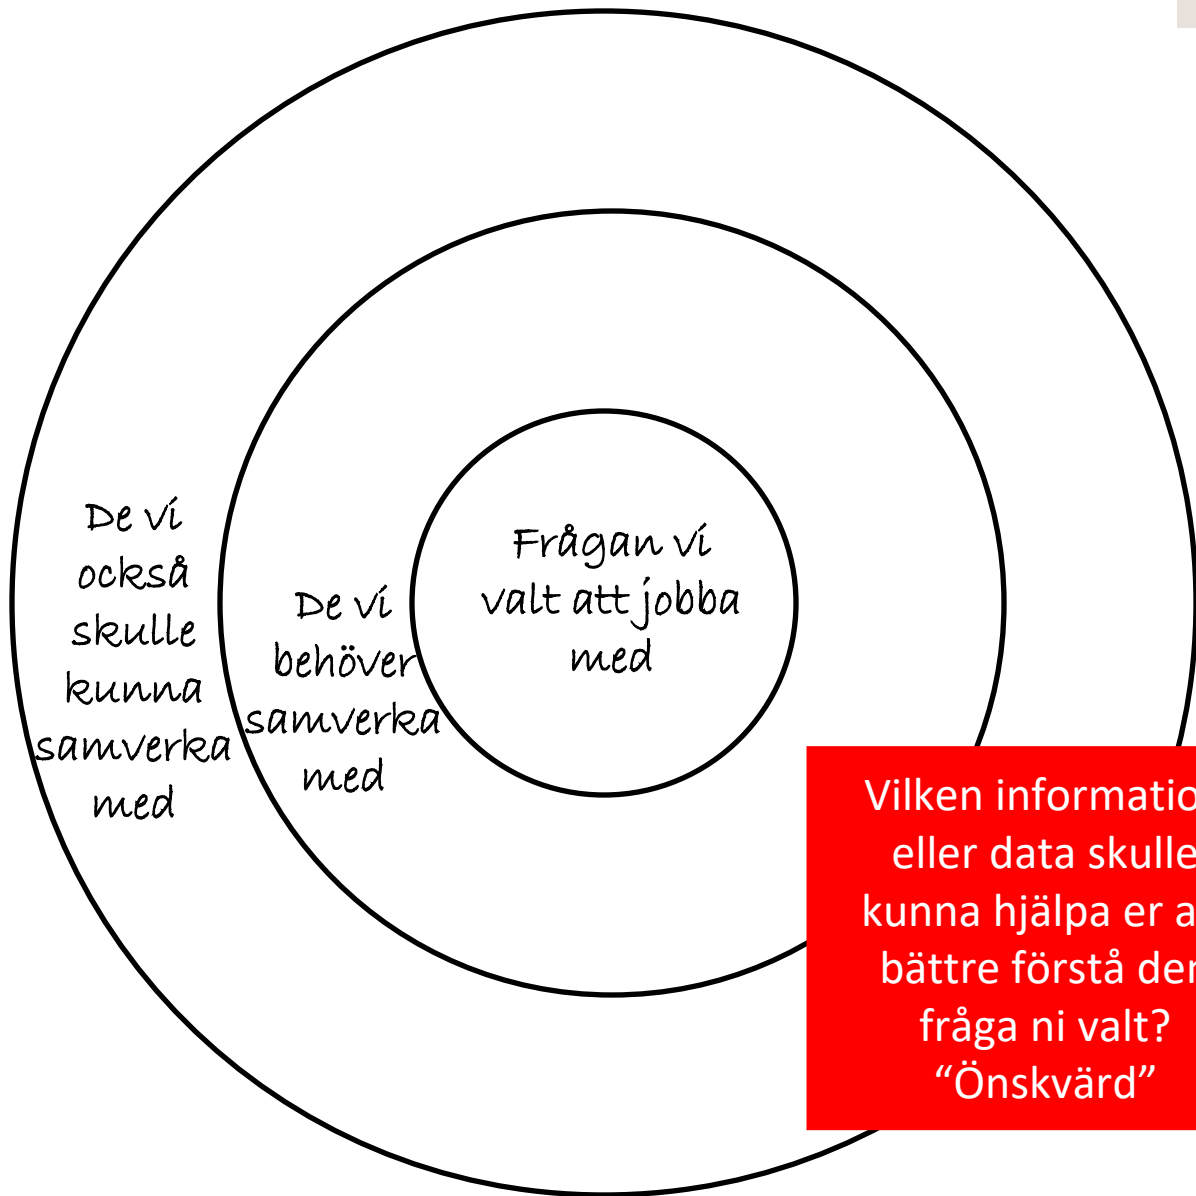 De vi
också
skulle
kunna
samverka
med
De vi
behöver
samverka
med
Frågan vi
valt att jobba
med
Vilken informatio
eller data skulle
kunna hjälpa er a
bättre förstå den
fråga ni valt?
“Önskvärd”